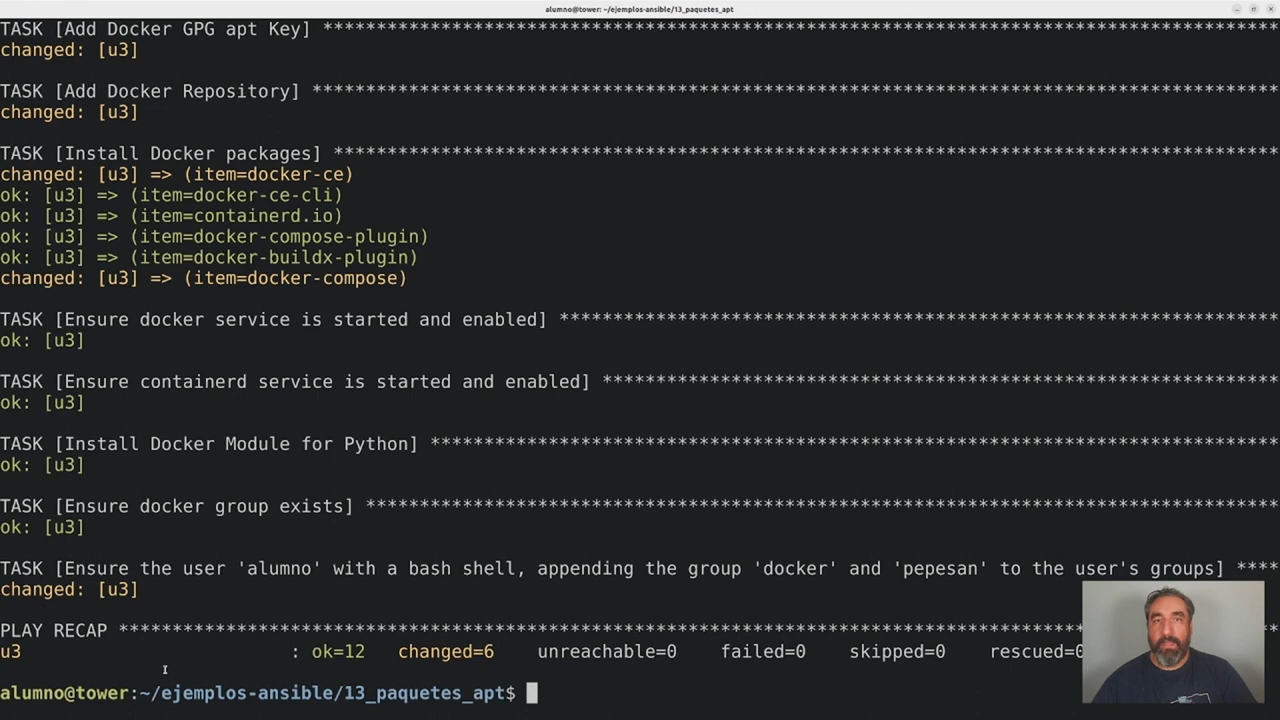 alumno@tower: ~/ejemplos-ansible/13_paquetes_apt
TASK [Add Docker GPG apt Key] *****************************************************************************************
changed: [u3]
TASK [Add Docker Repository] ******************************************************************************************
changed: [u3]
TASK [Install Docker packages] ****************************************************************************************
changed: [u3] => (item=docker-ce)
ok: [u3] => (item=docker-ce-cli)
ok: [u3] => (item=containerd.io)
ok: [u3] => (item=docker-compose-plugin)
ok: [u3] => (item=docker-buildx-plugin)
changed: [u3] => (item=docker-compose)
TASK [Ensure docker service is started and enabled] *******************************************************************
ok: [u3]
TASK [Ensure containerd service is started and enabled] ***************************************************************
ok: [u3]
TASK [Install Docker Module for Python] *******************************************************************************
ok: [u3]
TASK [Ensure docker group exists] *************************************************************************************
ok: [u3]
TASK [Ensure the user 'alumno' with a bash shell, appending the group 'docker' and 'pepesan' to the user's groups] ****
changed: [u3]
PLAY RECAP ************************************************************************************************************
u3 : ok=12 changed=6 unreachable=0 failed=0 skipped=0 rescued=0
alumno@tower:~/ejemplos-ansible/13_paquetes_apt$